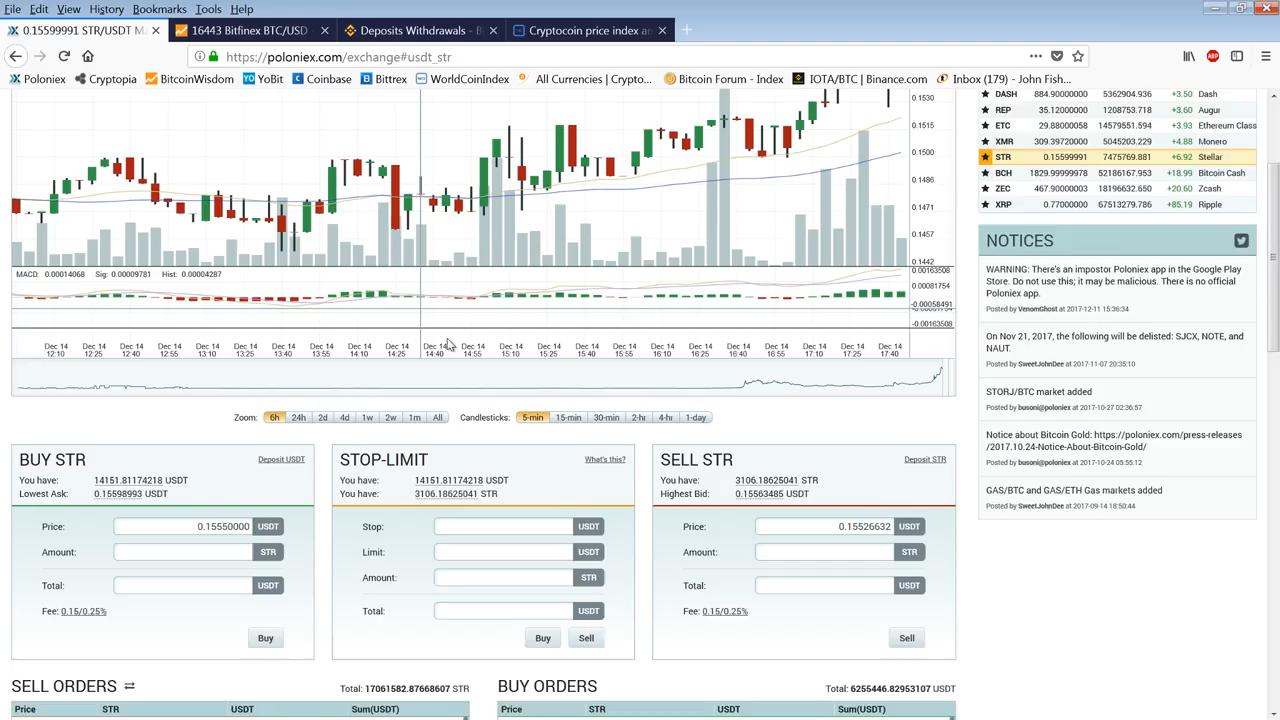 File Edit View History Bookmarks Tools Help
0.15599991 STR/USDT M
16443 Bitfinex BTC/USD
Deposits Withdrawals - B
Cryptocoin price index an
https://poloniex.com/exchange#usdt_str
Poloniex Cryptopia BitcoinWisdom YoBit Coinbase Bittrex WorldCoinIndex All Currencies | Crypto... Bitcoin Forum - Index IOTA/BTC | Binance.com Inbox (179) - John Fish...
0.1530
0.1515
0.1500
0.1486
0.1471
0.1457
0.1442
MACD: 0.00014068 Sig: 0.00009781 Hist: 0.00004287
0.00163508
0.00081754
-0.00058491
-0.00163508
Dec 14 12:10
Dec 14 12:25
Dec 14 12:40
Dec 14 12:55
Dec 14 13:10
Dec 14 13:25
Dec 14 13:40
Dec 14 13:55
Dec 14 14:10
Dec 14 14:25
Dec 14 14:40
Dec 14 14:55
Dec 14 15:10
Dec 14 15:25
Dec 14 15:40
Dec 14 15:55
Dec 14 16:10
Dec 14 16:25
Dec 14 16:40
Dec 14 16:55
Dec 14 17:10
Dec 14 17:25
Dec 14 17:40
Zoom: 6h 24h 2d 4d 1w 2w 1m All Candlesticks: 5-min 15-min 30-min 2-hr 4-hr 1-day
BUY STR Deposit USDT
You have: 14151.81174218 USDT
Lowest Ask: 0.15598993 USDT
Price: 0.15550000 USDT
Amount: STR
Total: USDT
Fee: 0.15/0.25%
Buy
STOP-LIMIT What's this?
You have: 14151.81174218 USDT
You have: 3106.18625041 STR
Stop: USDT
Limit: USDT
Amount: STR
Total: USDT
Buy Sell
SELL STR Deposit STR
You have: 3106.18625041 STR
Highest Bid: 0.15563485 USDT
Price: 0.15526632 USDT
Amount: STR
Total: USDT
Fee: 0.15/0.25%
Sell
SELL ORDERS Total: 17061582.87668607 STR
Price STR USDT Sum(USDT)
BUY ORDERS Total: 6255446.82953107 USDT
Price STR USDT Sum(USDT)
DASH 884.90000000 5362904.936 +3.50 Dash
REP 35.12000000 1208753.718 +3.60 Augur
ETC 29.88000058 14579551.594 +3.93 Ethereum Class
XMR 309.39720000 5045203.229 +4.88 Monero
STR 0.15599991 7475769.881 +6.92 Stellar
BCH 1829.99999978 52186167.953 +18.99 Bitcoin Cash
ZEC 467.90000003 18196632.650 +20.60 Zcash
XRP 0.77000000 67513279.786 +85.19 Ripple
NOTICES
WARNING: There's an impostor Poloniex app in the Google Play
Store. Do not use this; it may be malicious. There is no official
Poloniex app.
Posted by VenomGhost at 2017-12-11 15:36:34
On Nov 21, 2017, the following will be delisted: SJCX, NOTE, and
NAUT.
Posted by SweetJohnDee at 2017-11-07 20:35:10
STORJ/BTC market added
Posted by busoni@poloniex at 2017-10-27 02:36:57
Notice about Bitcoin Gold: https://poloniex.com/press-releases
/2017.10.24-Notice-About-Bitcoin-Gold/
Posted by busoni@poloniex at 2017-10-24 05:55:12
GAS/BTC and GAS/ETH Gas markets added
Posted by SweetJohnDee at 2017-09-14 18:50:44